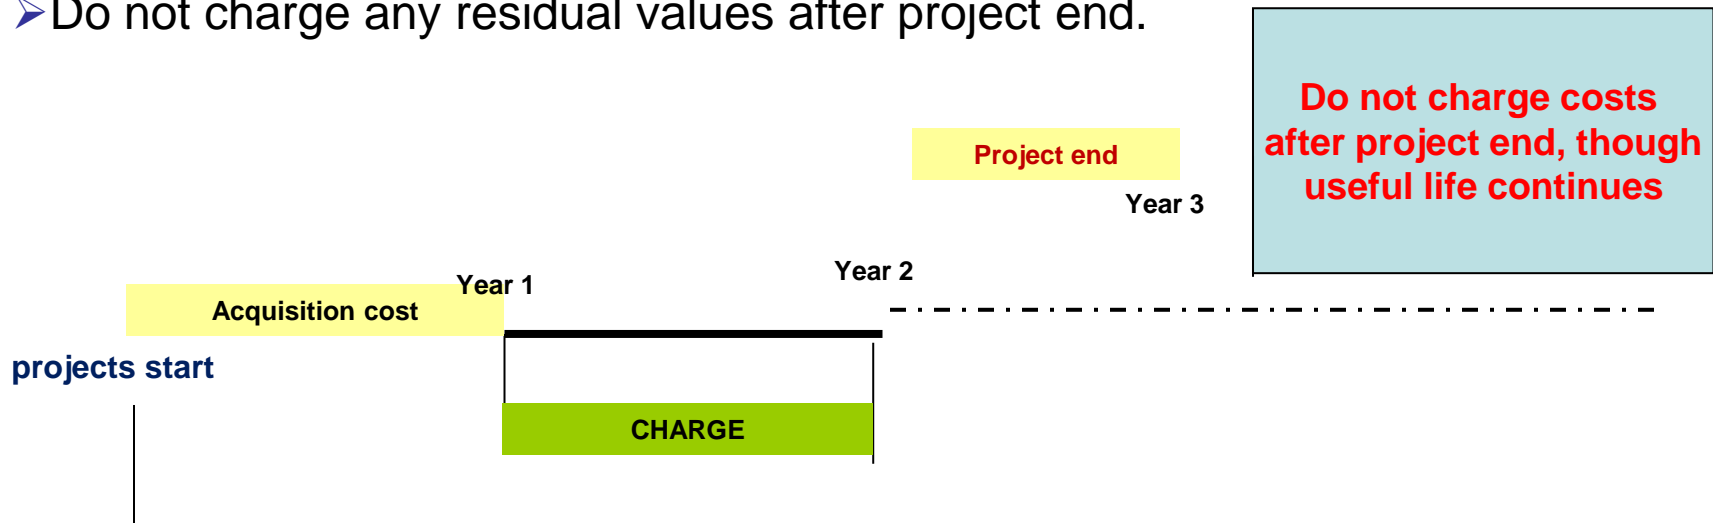 ➢Do not charge any residual values after project end.
Do not charge costs
after project end, though
useful life continues
Project end
Year 3
Year 2
Year 1
Acquisition cost
projects start
CHARGE